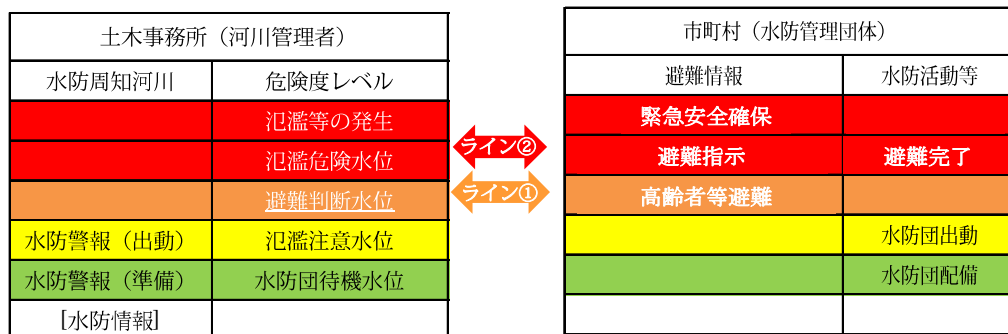 土木事務所（河川管理者）
水防周知河川 危険度レベル
氾濫等の発生
氾濫危険水位
避難判断水位
水防警報（出動） 氾濫注意水位
水防警報（準備） 水防団待機水位
[水防情報]
ライン②
ライン①
市町村（水防管理団体）
避難情報 水防活動等
緊急安全確保
避難指示 避難完了
高齢者等避難
水防団出動
水防団配備